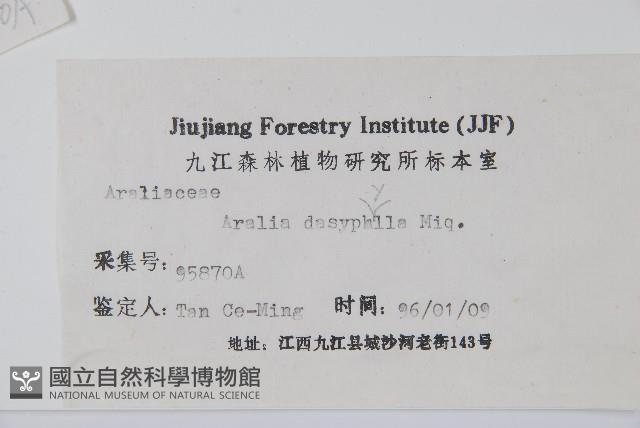 Jiujiang Forestry Institute (JJF)
九江森林植物研究所标本室
Araliaceae
y
Aralia dasyphlla Miq.
采集号: 95870A
鉴定人: Tan Ce-Ming 时间: 96/01/09
地址: 江西九江县城沙河老街143号
國立自然科學博物館
NATIONAL MUSEUM OF NATURAL SCIENCE